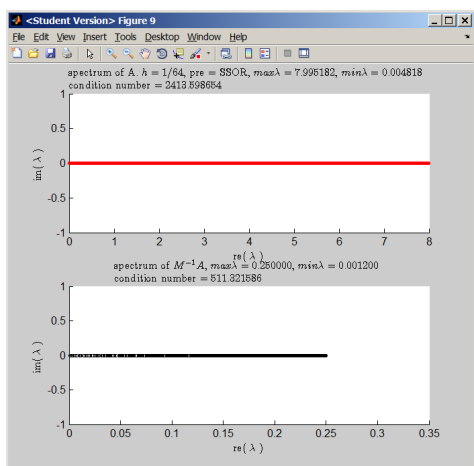 <Student Version> Figure 9
File Edit View Insert Tools Desktop Window Help
spectrum of A. h = 1/64, pre = SSOR, maxλ = 7.995182, minλ = 0.004818
condition number = 2413.598654
1
0.5
0
-0.5
-1
im( λ )
0 1 2 3 4 5 6 7 8
re( λ )
spectrum of M⁻¹A, maxλ = 0.250000, minλ = 0.001200
condition number = 511.321586
1
0.5
0
-0.5
-1
im( λ )
0 0.05 0.1 0.15 0.2 0.25 0.3 0.35
re( λ )